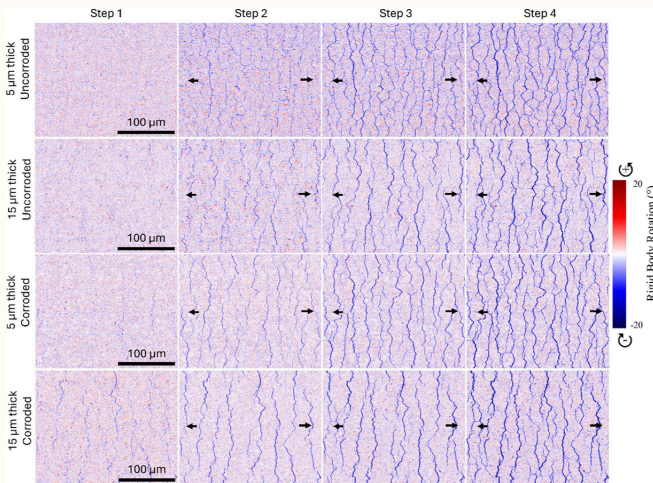 Step 1 Step 2 Step 3 Step 4
5 µm thick
Uncorroded
100 µm
15 µm thick
Uncorroded
100 µm
5 µm thick
Corroded
100 µm
15 µm thick
Corroded
100 µm
+
20
Rigid Body Rotation (°)
-20
-